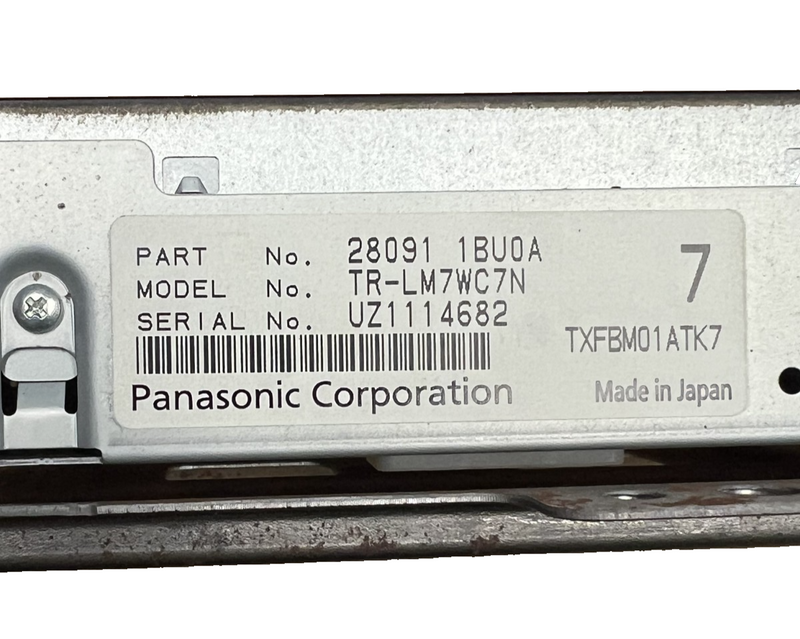 PART No. 28091 1BU0A
MODEL No. TR-LM7WC7N
SERIAL No. UZ1114682
7
TXFBM01ATK7
Panasonic Corporation
Made in Japan